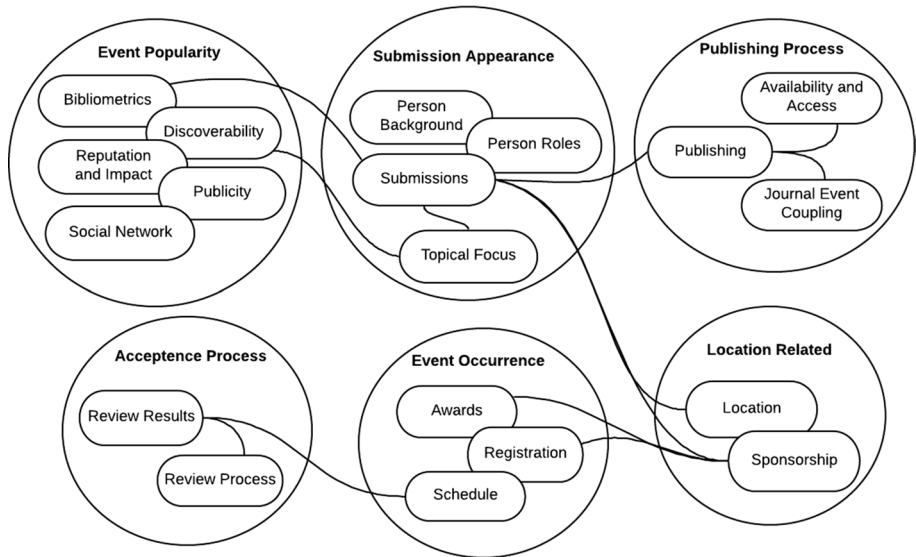 Event Popularity
Bibliometrics
Discoverability
Reputation
and Impact
Publicity
Social Network
Submission Appearance
Person
Background
Person Roles
Submissions
Topical Focus
Publishing Process
Availability and
Access
Publishing
Journal Event
Coupling
Acceptence Process
Review Results
Review Process
Event Occurrence
Awards
Registration
Schedule
Location Related
Location
Sponsorship